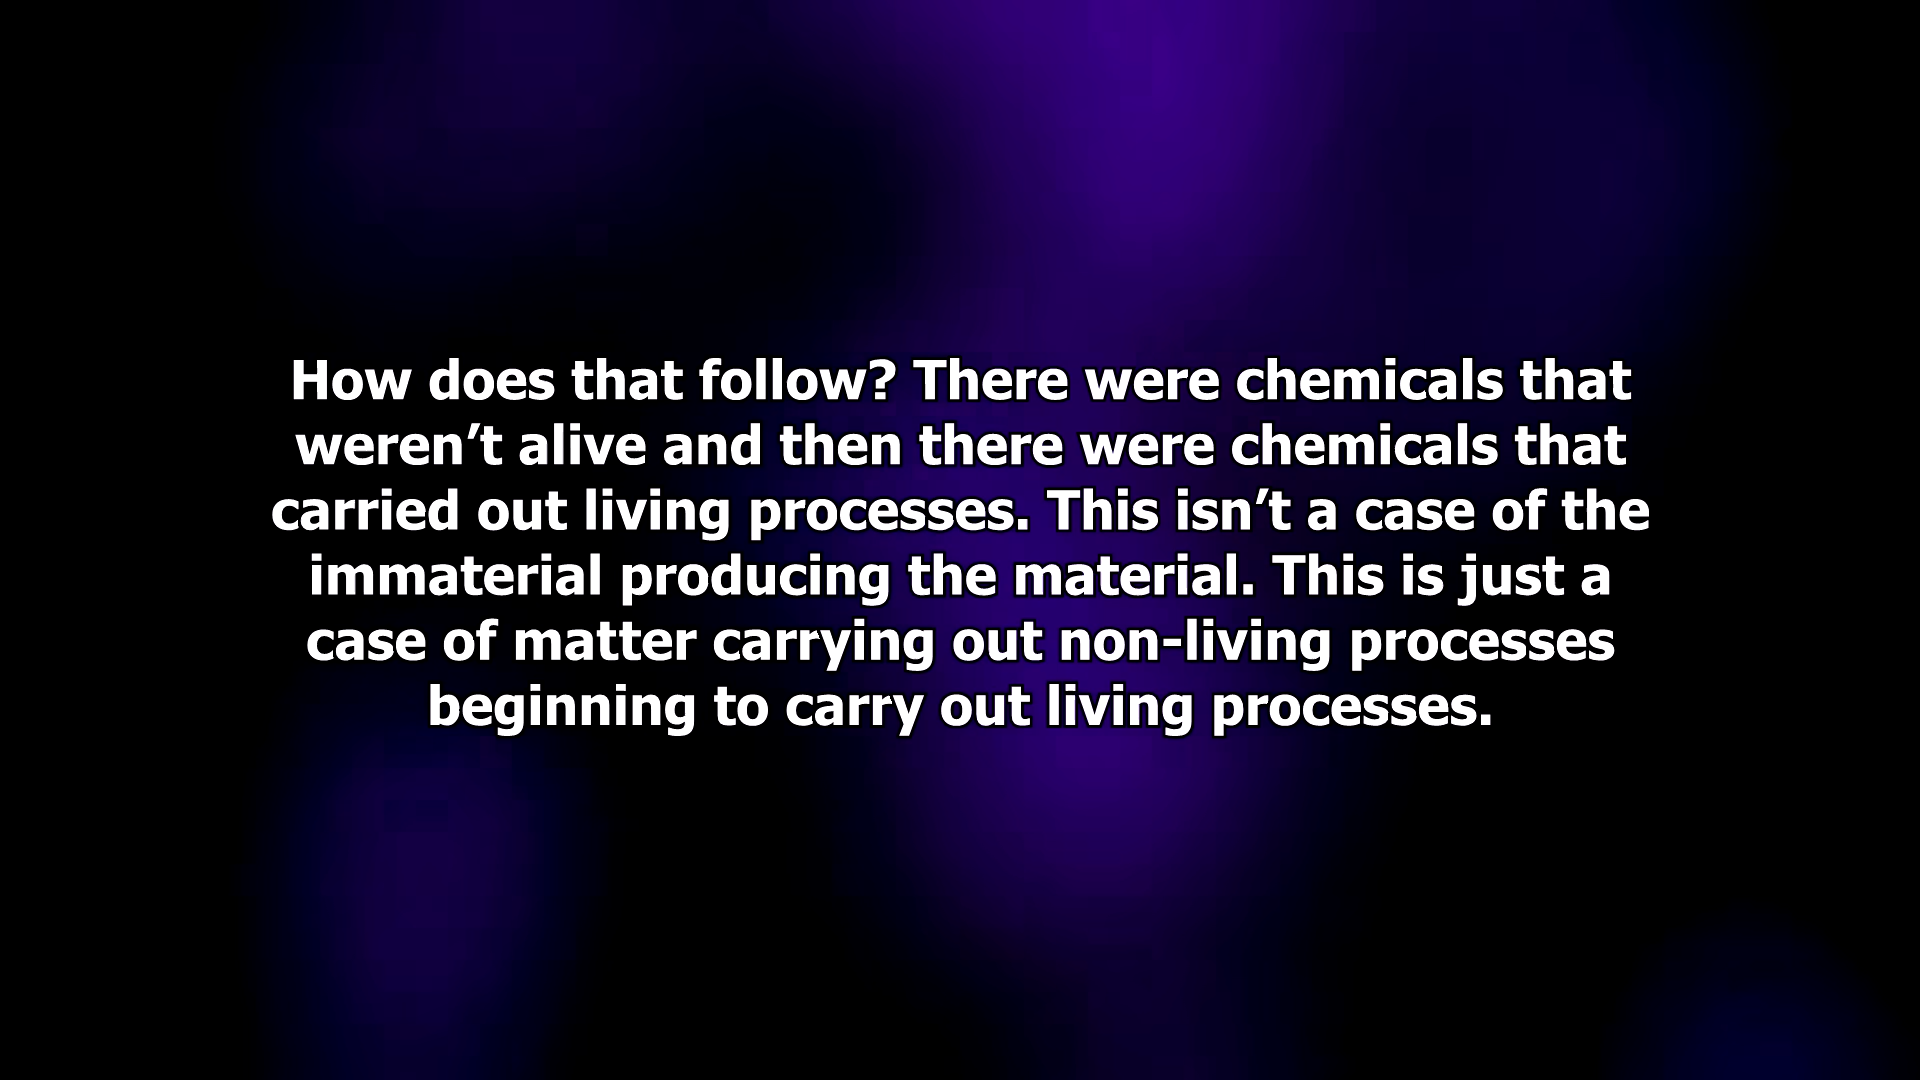 How does that follow? There were chemicals that
weren’t alive and then there were chemicals that
carried out living processes. This isn’t a case of the
immaterial producing the material. This is just a
case of matter carrying out non-living processes
beginning to carry out living processes.